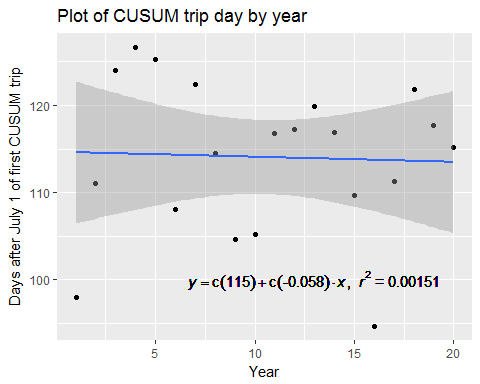 Plot of CUSUM trip day by year
Days after July 1 of first CUSUM trip
120
110
100
y = c(115) + c(-0.058)·x, r² = 0.00151
5 10 15 20
Year